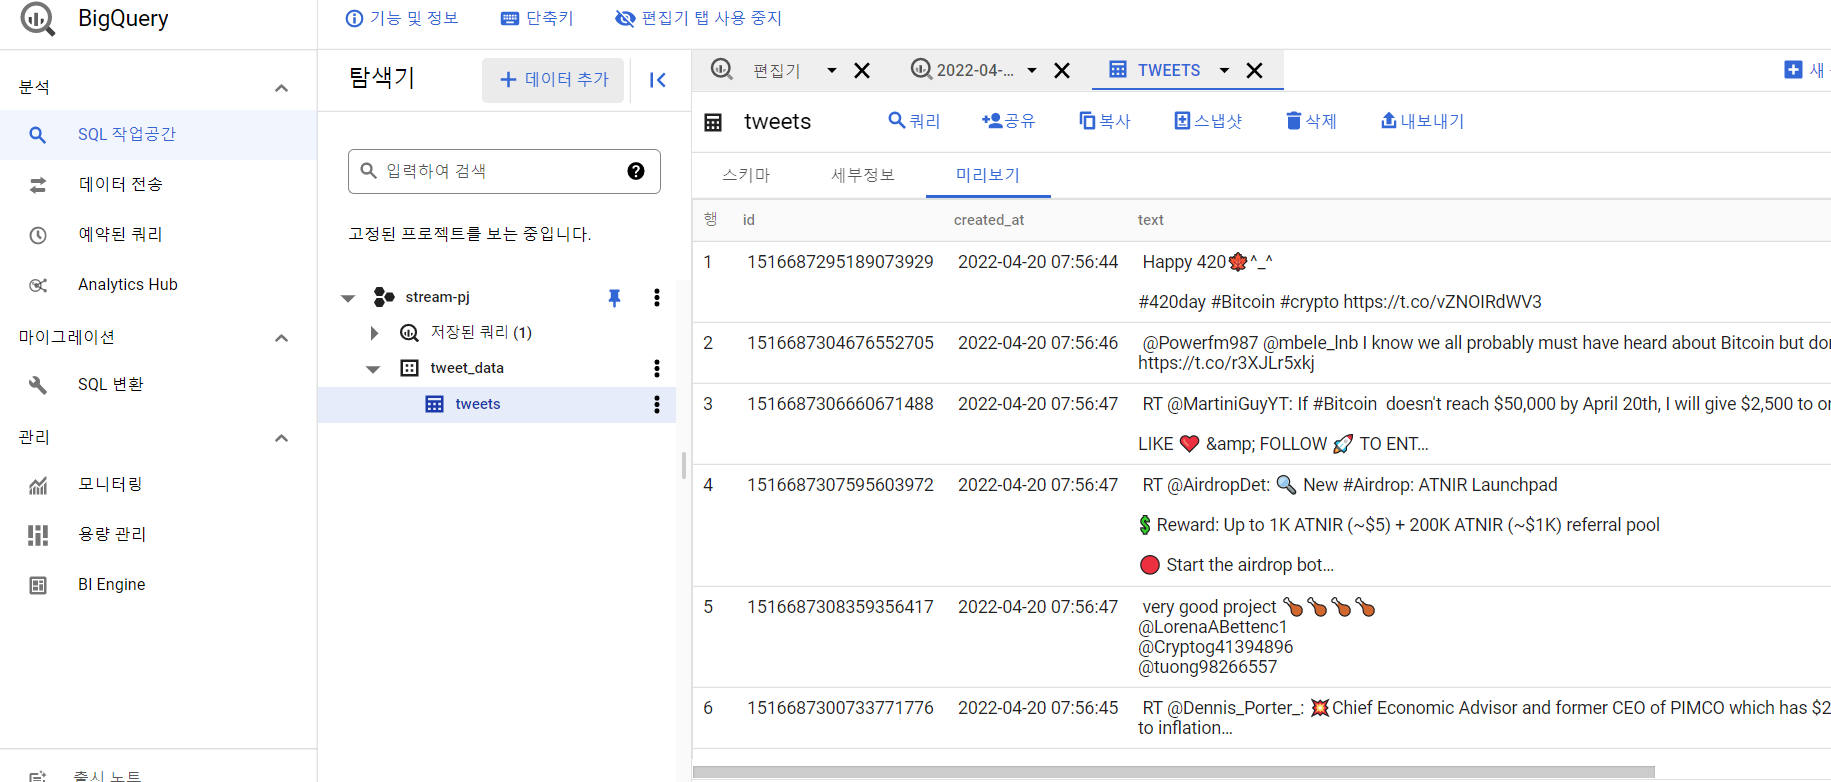 BigQuery
기능 및 정보
단축키
편집기 탭 사용 중지
분석
SQL 작업공간
데이터 전송
예약된 쿼리
Analytics Hub
마이그레이션
SQL 변환
관리
모니터링
용량 관리
BI Engine
출시 노트
탐색기
데이터 추가
입력하여 검색
고정된 프로젝트를 보는 중입니다.
stream-pj
저장된 쿼리 (1)
tweet_data
tweets
편집기
2022-04-...
TWEETS
새
tweets
쿼리
공유
복사
스냅샷
삭제
내보내기
스키마
세부정보
미리보기
행 id created_at text
1 1516687295189073929 2022-04-20 07:56:44 Happy 420🍁^_^
#420day #Bitcoin #crypto https://t.co/vZNOIRdWV3
2 1516687304676552705 2022-04-20 07:56:46 @Powerfm987 @mbele_lnb I know we all probably must have heard about Bitcoin but
https://t.co/r3XJLr5xkj
3 1516687306660671488 2022-04-20 07:56:47 RT @MartiniGuyYT: If #Bitcoin doesn't reach $50,000 by April 20th, I will give $2,500 to
LIKE ❤️ &amp; FOLLOW 🚀 TO ENT…
4 1516687307595603972 2022-04-20 07:56:47 RT @AirdropDet: 🔍 New #Airdrop: ATNIR Launchpad
💲 Reward: Up to 1K ATNIR (~$5) + 200K ATNIR (~$1K) referral pool
🔴 Start the airdrop bot…
5 1516687308359356417 2022-04-20 07:56:47 very good project 🍗🍗🍗🍗
@LorenaABettenc1
@Cryptog41394896
@tuong98266557
6 1516687300733771776 2022-04-20 07:56:45 RT @Dennis_Porter_: 💥Chief Economic Advisor and former CEO of PIMCO which has
to inflation…